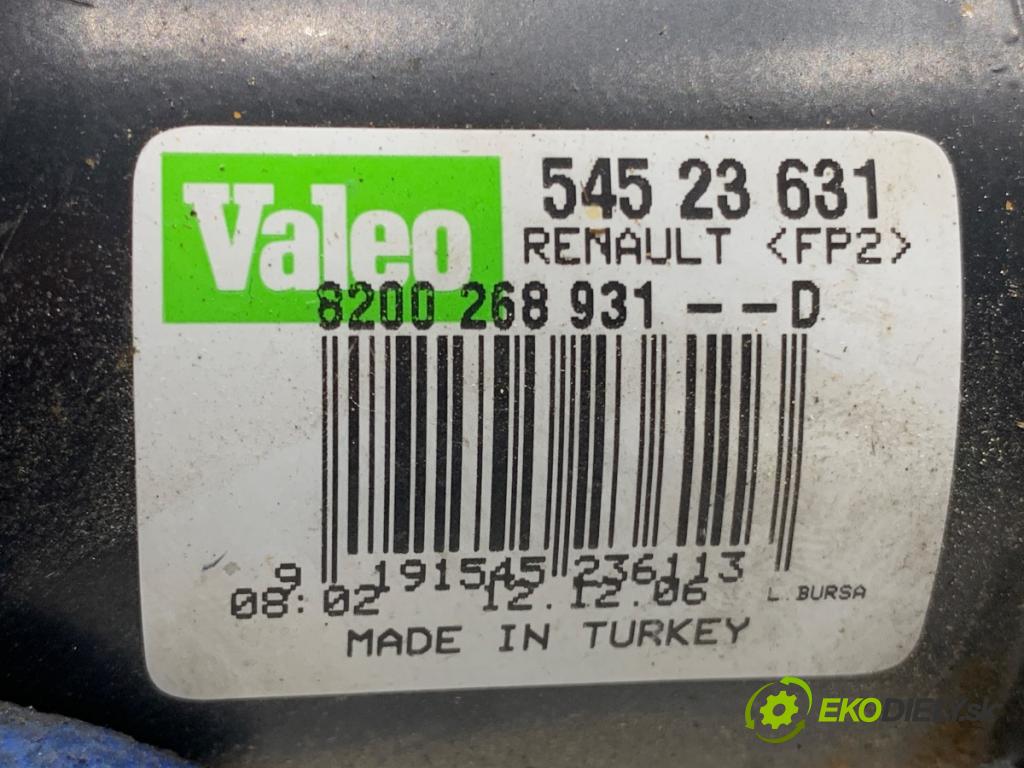 Valeo
545 23 631
RENAULT <FP2>
8200 268 931 -- D
9 191545 236113
08:02 12.12.06 L.BURSA
MADE IN TURKEY
EKODIELY.sk